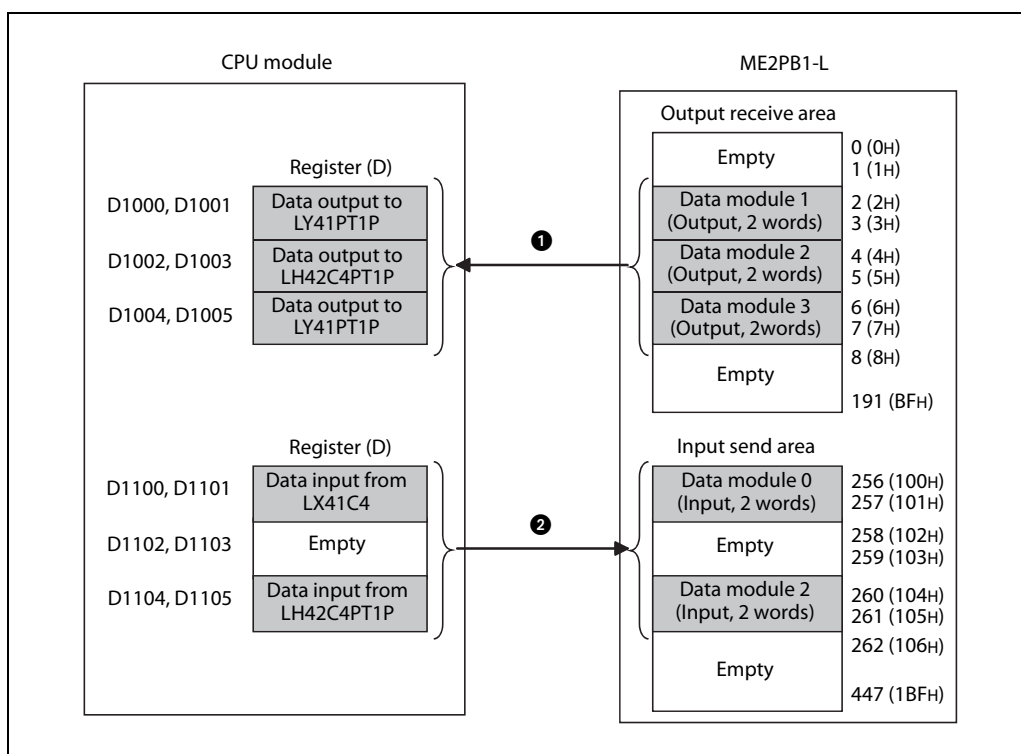 CPU module
ME2PB1-L
Output receive area
Register (D)
Empty
0 (0H)
1 (1H)
D1000, D1001
Data output to
LY41PT1P
Data module 1
(Output, 2 words)
2 (2H)
3 (3H)
❶
D1002, D1003
Data output to
LH42C4PT1P
Data module 2
(Output, 2 words)
4 (4H)
5 (5H)
D1004, D1005
Data output to
LY41PT1P
Data module 3
(Output, 2words)
6 (6H)
7 (7H)
Empty
8 (8H)
191 (BFH)
Register (D)
Input send area
D1100, D1101
Data input from
LX41C4
Data module 0
(Input, 2 words)
256 (100H)
257 (101H)
❷
D1102, D1103
Empty
Empty
258 (102H)
259 (103H)
D1104, D1105
Data input from
LH42C4PT1P
Data module 2
(Input, 2 words)
260 (104H)
261 (105H)
Empty
262 (106H)
447 (1BFH)